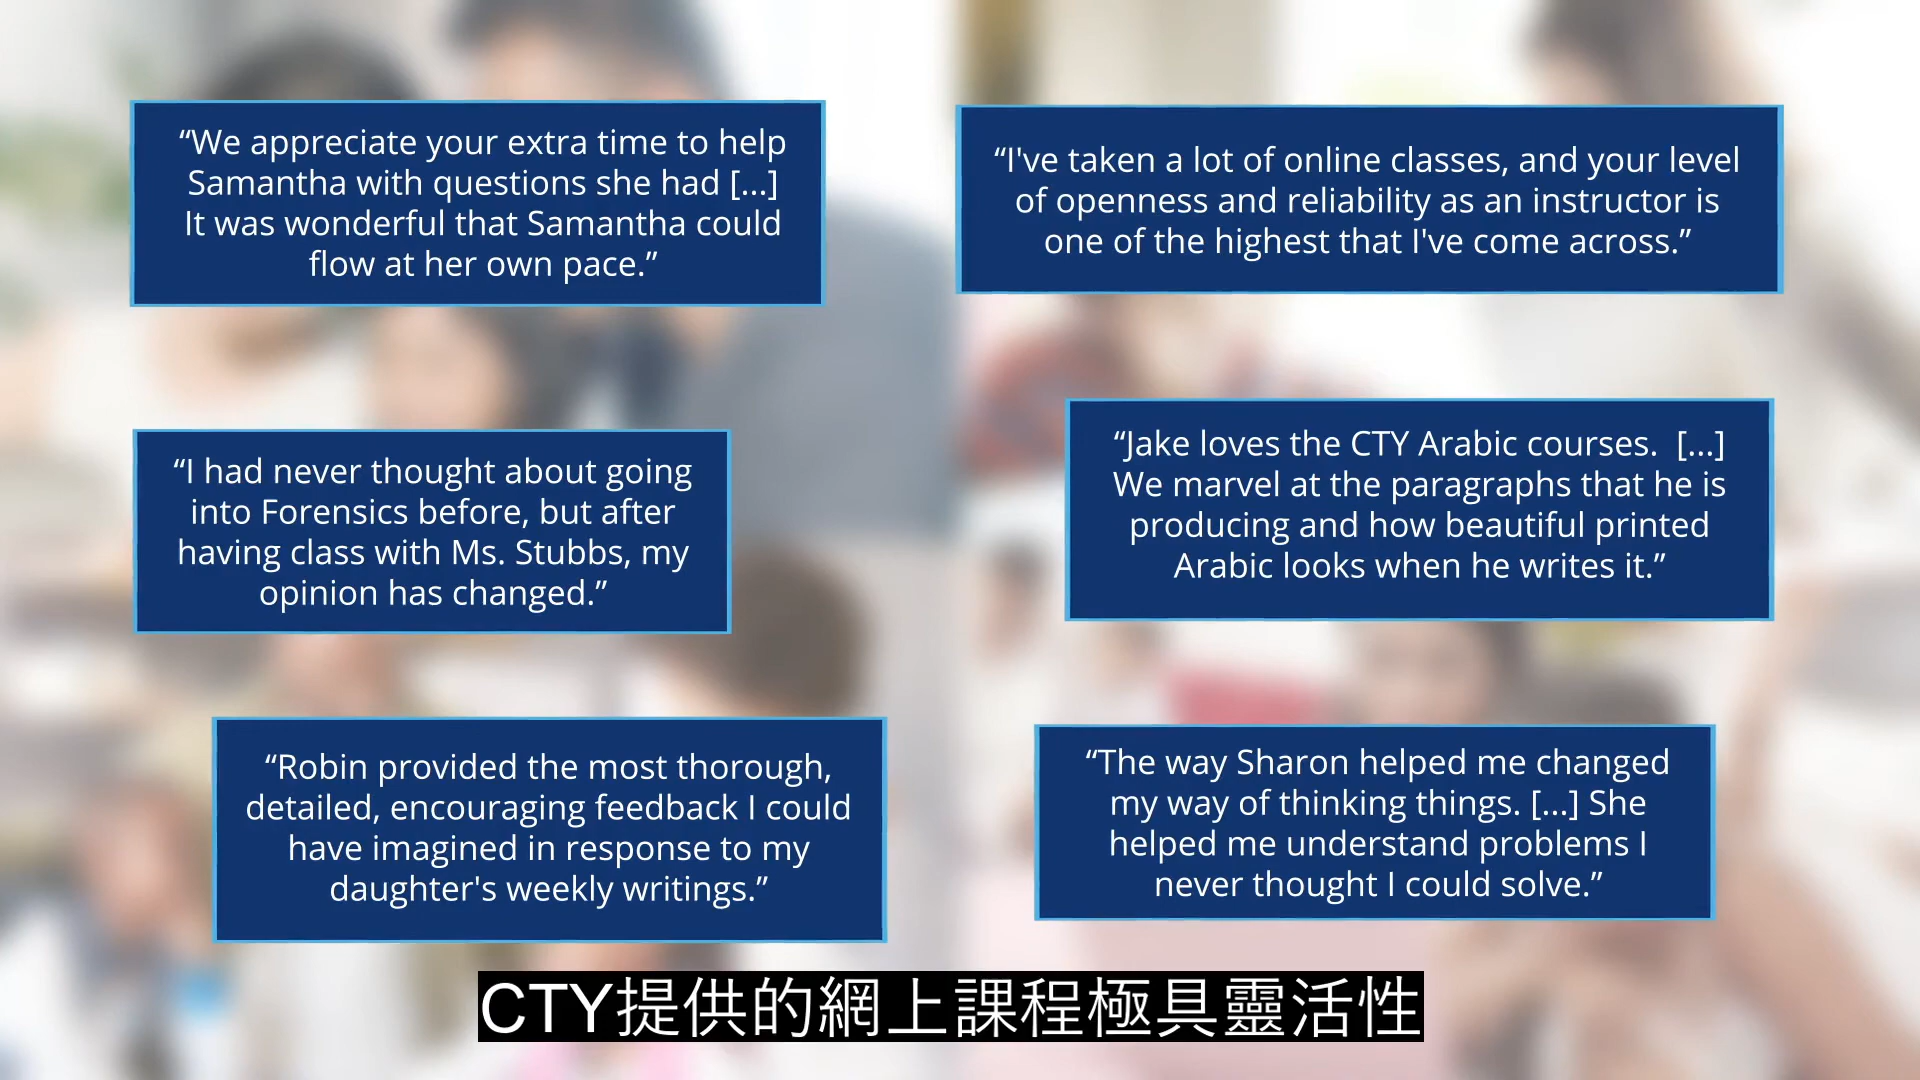 “We appreciate your extra time to help
Samantha with questions she had [...]
It was wonderful that Samantha could
flow at her own pace.”
“I've taken a lot of online classes, and your level
of openness and reliability as an instructor is
one of the highest that I've come across.”
“I had never thought about going
into Forensics before, but after
having class with Ms. Stubbs, my
opinion has changed.”
“Jake loves the CTY Arabic courses.  [...]
We marvel at the paragraphs that he is
producing and how beautiful printed
Arabic looks when he writes it.”
“Robin provided the most thorough,
detailed, encouraging feedback I could
have imagined in response to my
daughter's weekly writings.”
“The way Sharon helped me changed
my way of thinking things. [...] She
helped me understand problems I
never thought I could solve.”
CTY提供的網上課程極具靈活性